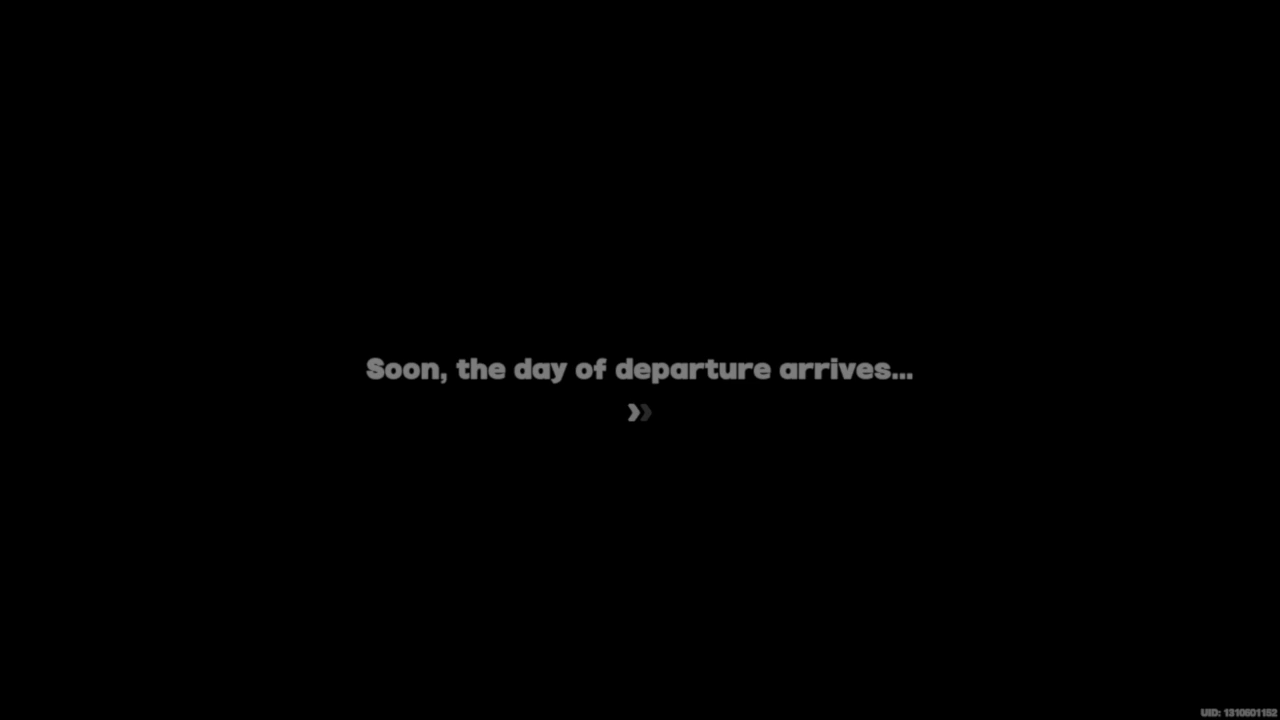 Soon, the day of departure arrives...
UID: 1310601152